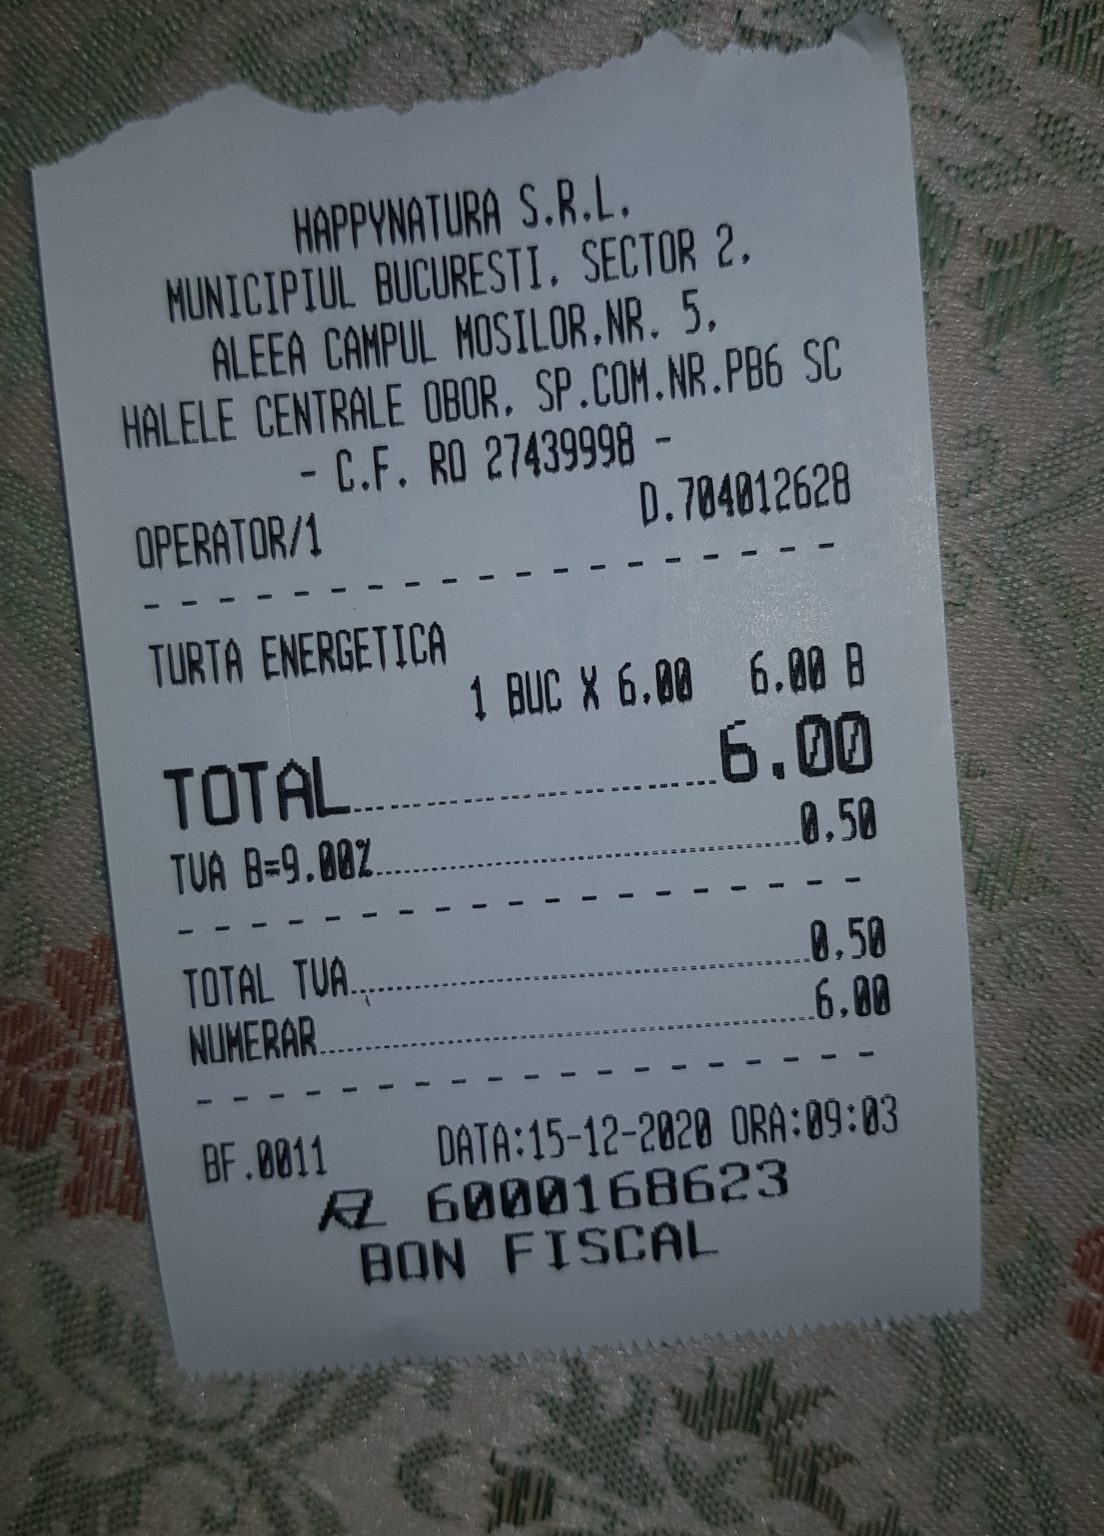 HAPPYNATURA S.R.L.
MUNICIPIUL BUCURESTI, SECTOR 2,
ALEEA CAMPUL MOSILOR,NR. 5,
HALELE CENTRALE OBOR, SP.COM.NR.PB6 SC
- C.F. RO 27439998 -
OPERATOR/1 D.704012628
TURTA ENERGETICA
1 BUC X 6.00 6.00 B
TOTAL 6.00
TVA B=9.00% 0,50
TOTAL TVA 0,50
NUMERAR 6,00
BF.0011 DATA:15-12-2020 ORA:09:03
6000168623
BON FISCAL